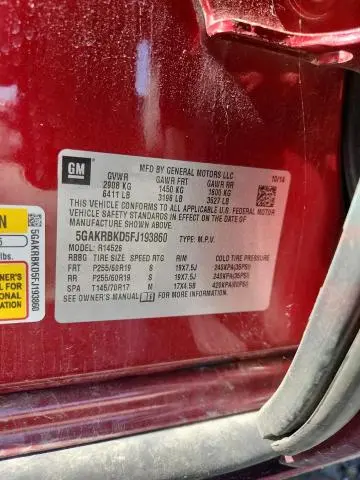 GM
MFD BY GENERAL MOTORS LLC
10/14
GVWR GAWR FRT GAWR RR
2908 KG 1450 KG 1600 KG
6411 LB 3196 LB 3527 LB
THIS VEHICLE CONFORMS TO ALL APPLICABLE U.S. FEDERAL MOTOR
VEHICLE SAFETY STANDARDS IN EFFECT ON THE DATE OF
MANUFACTURE SHOWN ABOVE.
5GAKRBKD5FJ193860 TYPE: M.P.V.
MODEL: R14526
RBBG TIRE SIZE SPEED RTG RIM COLD TIRE PRESSURE
FRT P255/60R19 S 19X7.5J 240KPA(35PSI)
RR P255/60R19 S 19X7.5J 240KPA(35PSI)
SPA T145/70R17 M 17X4.5B 420KPA(60PSI)
SEE OWNER'S MANUAL
5GAKRBKD5FJ193860
lbs.